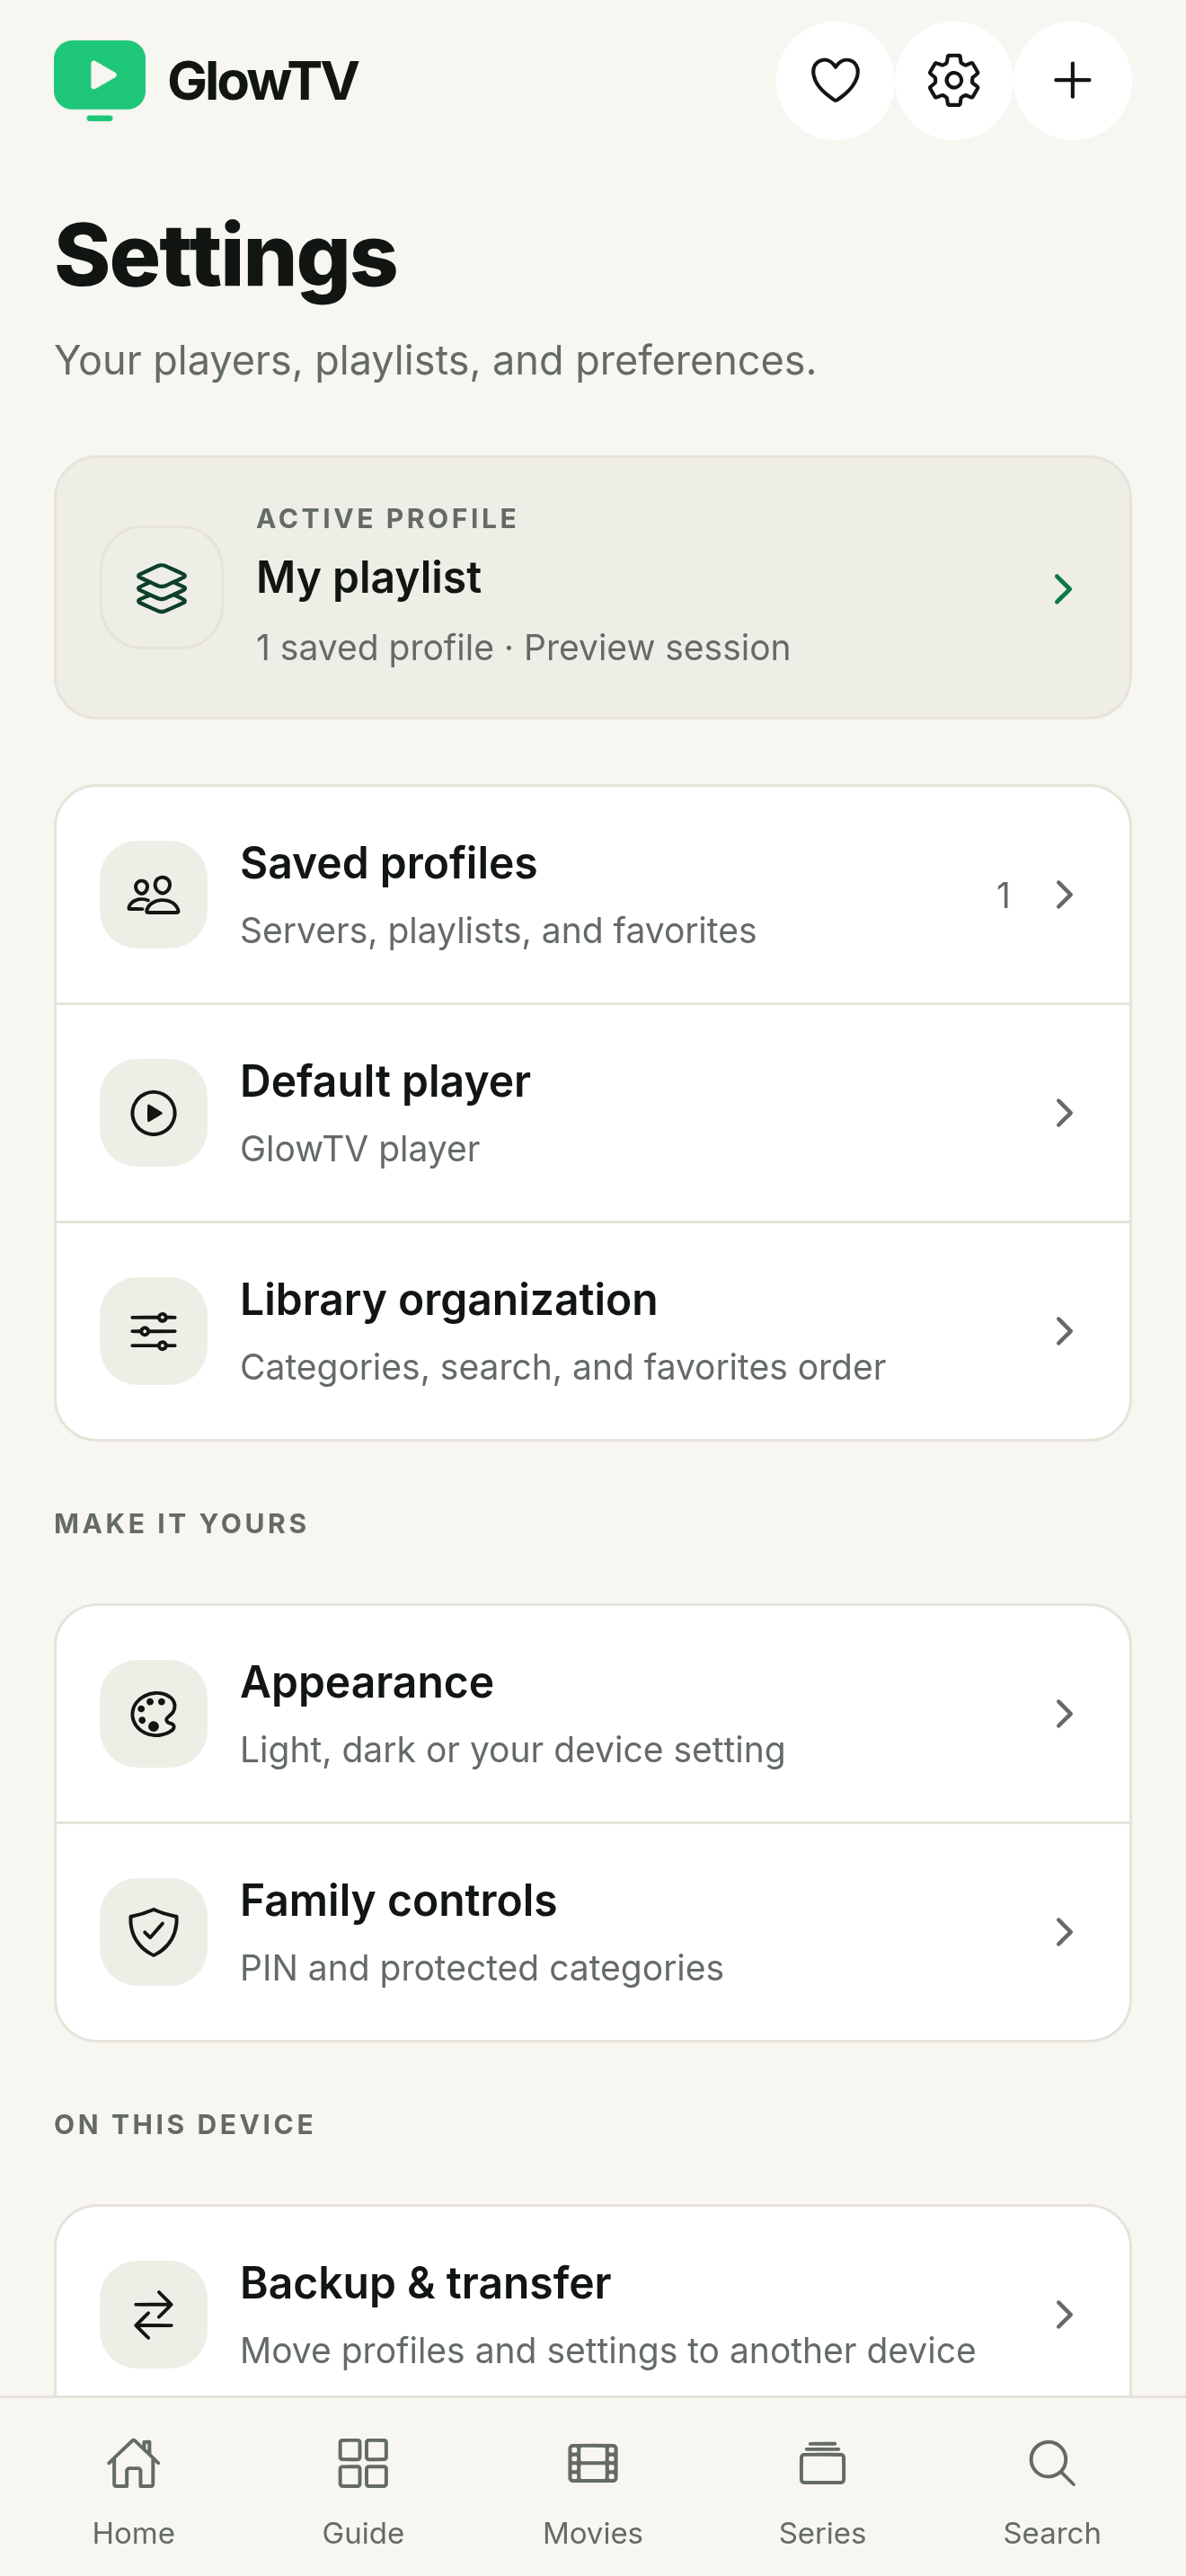 GlowTV
Settings
Your players, playlists, and preferences.
ACTIVE PROFILE
My playlist
1 saved profile · Preview session
Saved profiles
Servers, playlists, and favorites
1
Default player
GlowTV player
Library organization
Categories, search, and favorites order
MAKE IT YOURS
Appearance
Light, dark or your device setting
Family controls
PIN and protected categories
ON THIS DEVICE
Backup & transfer
Move profiles and settings to another device
Home
Guide
Movies
Series
Search